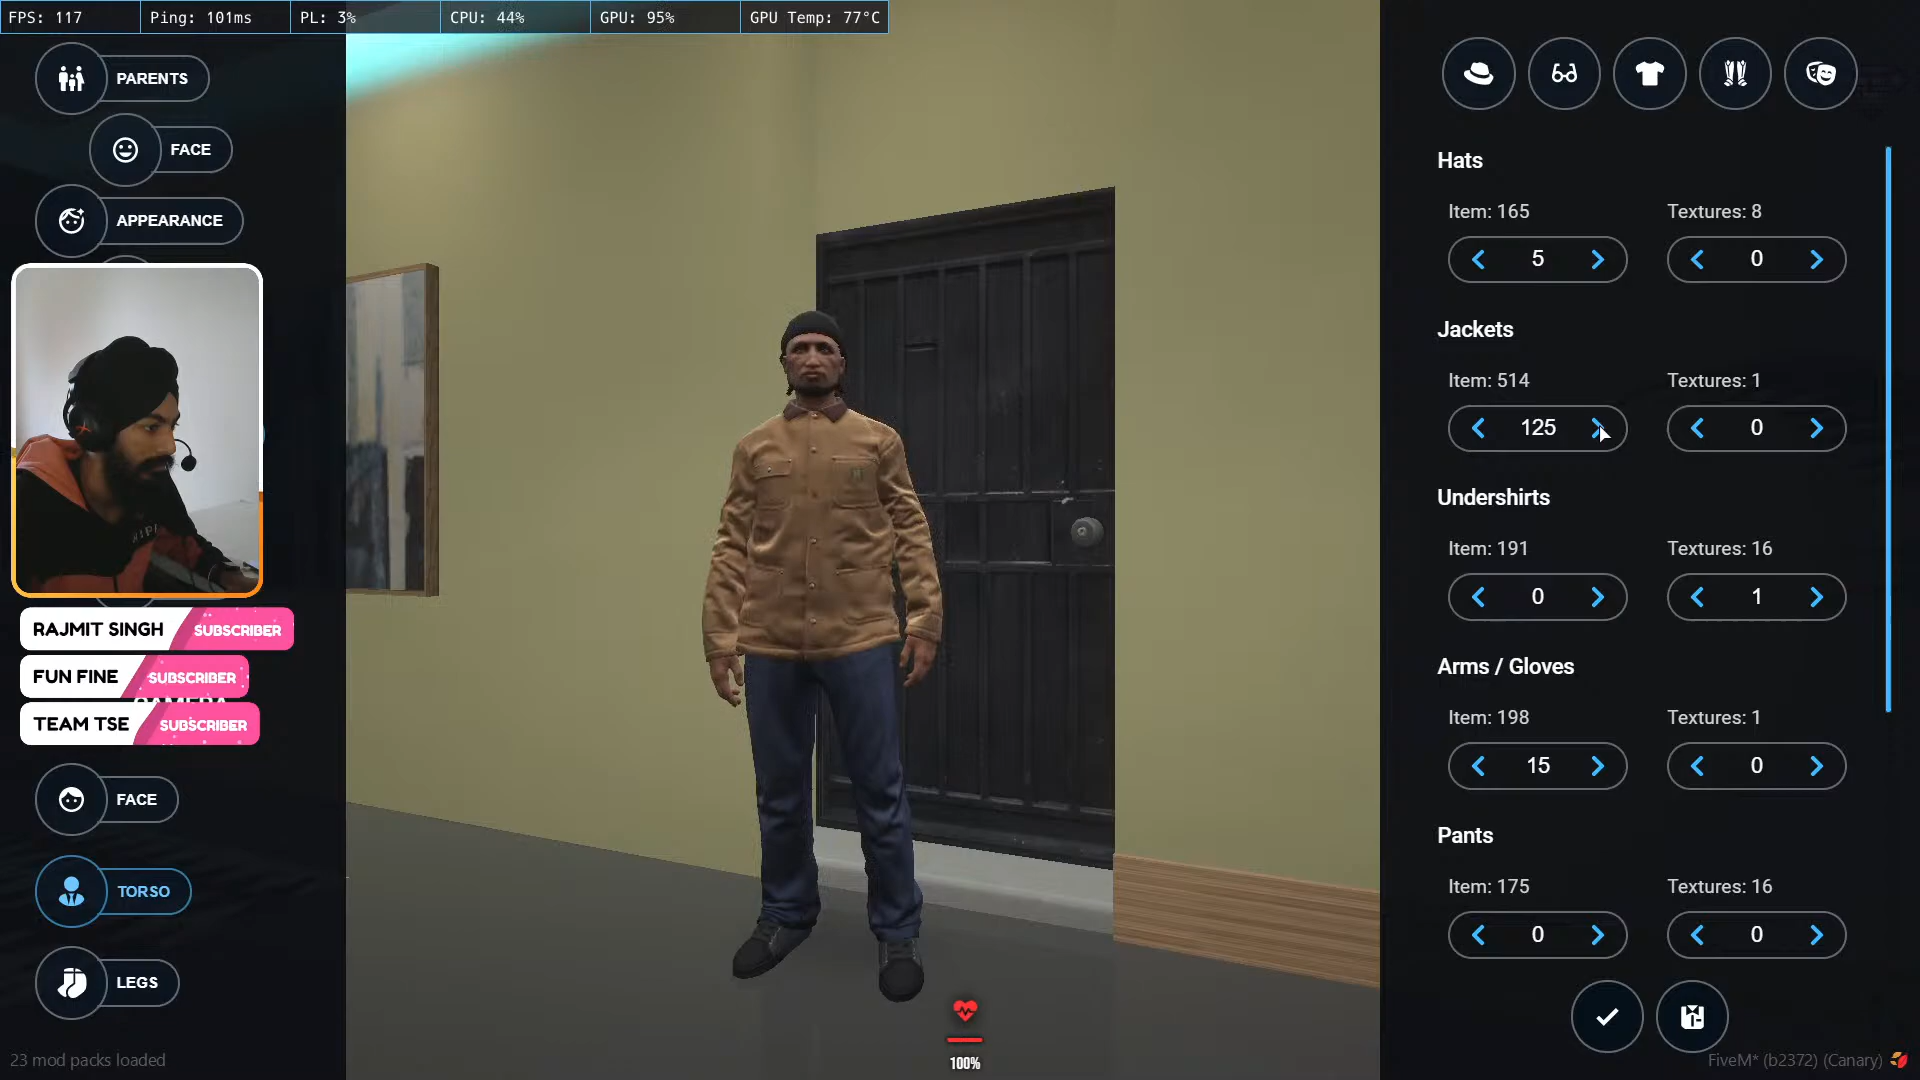 FPS: 117
Ping: 101ms
PL: 3%
CPU: 44%
GPU: 95%
GPU Temp: 77°C
PARENTS
FACE
APPEARANCE
RAJMIT SINGH SUBSCRIBER
FUN FINE SUBSCRIBER
TEAM TSE SUBSCRIBER
FACE
TORSO
LEGS
23 mod packs loaded
100%
Hats
Item: 165 Textures: 8
5 0
Jackets
Item: 514 Textures: 1
125 0
Undershirts
Item: 191 Textures: 16
0 1
Arms / Gloves
Item: 198 Textures: 1
15 0
Pants
Item: 175 Textures: 16
0 0
FiveM* (b2372) (Canary)